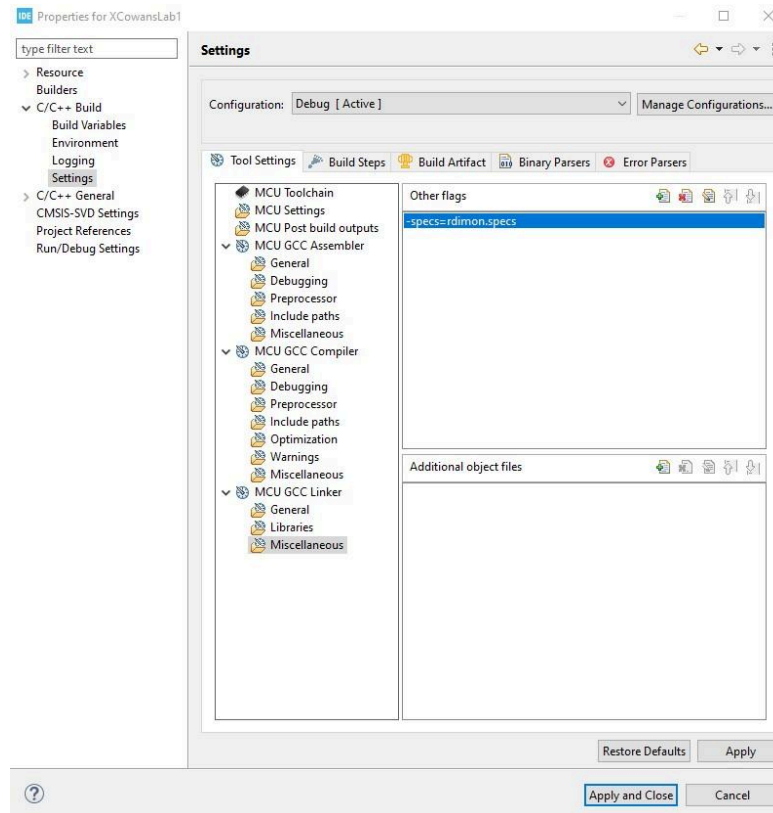 IDE Properties for XCowansLab1
type filter text
Resource
Builders
C/C++ Build
Build Variables
Environment
Logging
Settings
C/C++ General
CMSIS-SVD Settings
Project References
Run/Debug Settings
Settings
Configuration: Debug [ Active ] Manage Configurations...
Tool Settings Build Steps Build Artifact Binary Parsers Error Parsers
MCU Toolchain
MCU Settings
MCU Post build outputs
MCU GCC Assembler
General
Debugging
Preprocessor
Include paths
Miscellaneous
MCU GCC Compiler
General
Debugging
Preprocessor
Include paths
Optimization
Warnings
Miscellaneous
MCU GCC Linker
General
Libraries
Miscellaneous
Other flags
-specs=rdimon.specs
Additional object files
Restore Defaults Apply
? Apply and Close Cancel